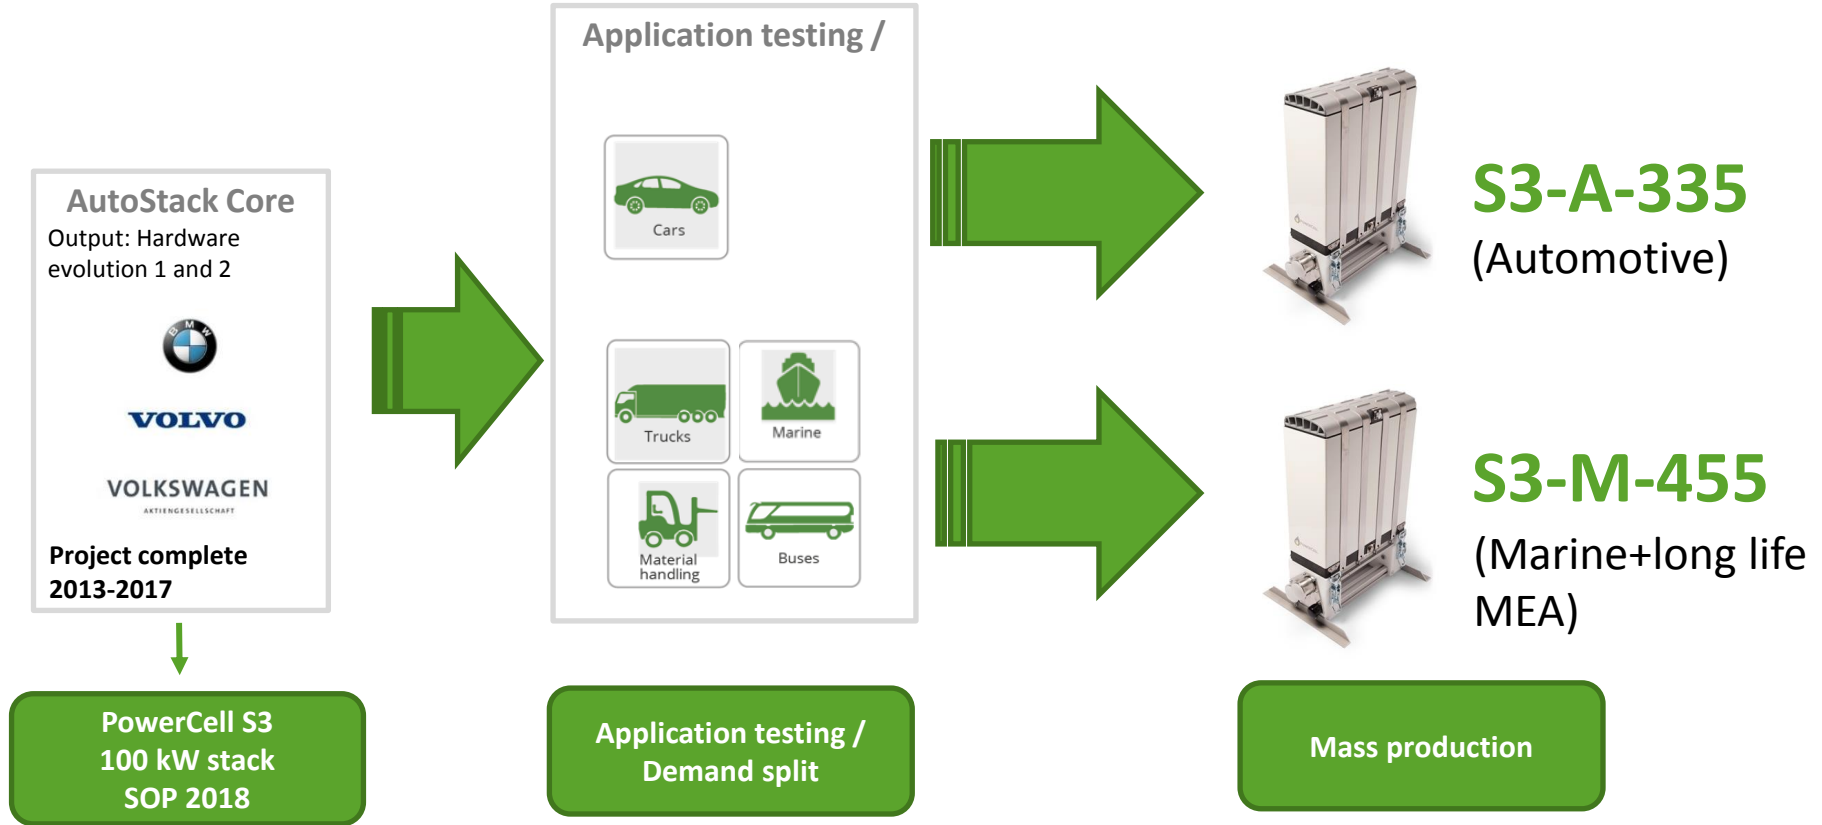 AutoStack Core
Output: Hardware
evolution 1 and 2
BMW
VOLVO
VOLKSWAGEN
AKTIENGESELLSCHAFT
Project complete
2013-2017
PowerCell S3
100 kW stack
SOP 2018
Application testing /
Cars
Trucks
Marine
Material
handling
Buses
Application testing /
Demand split
S3-A-335
(Automotive)
S3-M-455
(Marine+long life
MEA)
Mass production